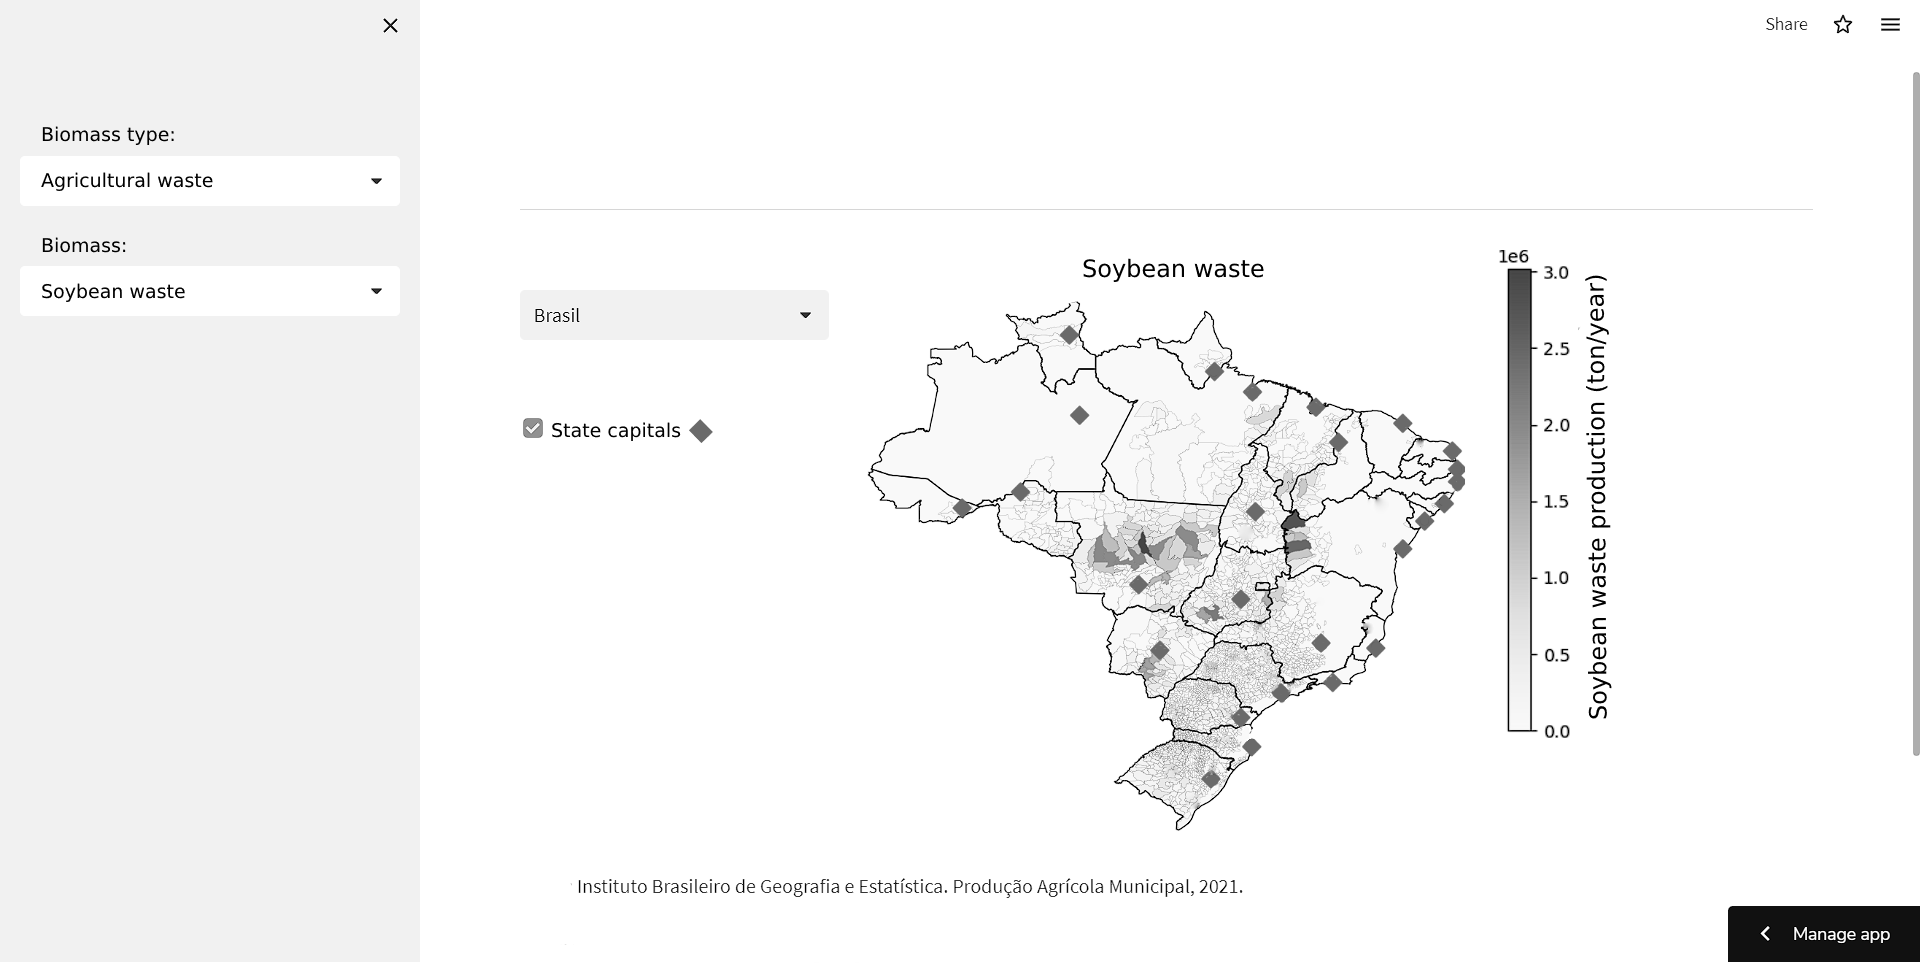 Share
Biomass type:
Agricultural waste
Biomass:
Soybean waste
Brasil
State capitals
Soybean waste
1e6
3.0
2.5
2.0
1.5
1.0
0.5
0.0
Soybean waste production (ton/year)
Instituto Brasileiro de Geografia e Estatística. Produção Agrícola Municipal, 2021.
Manage app